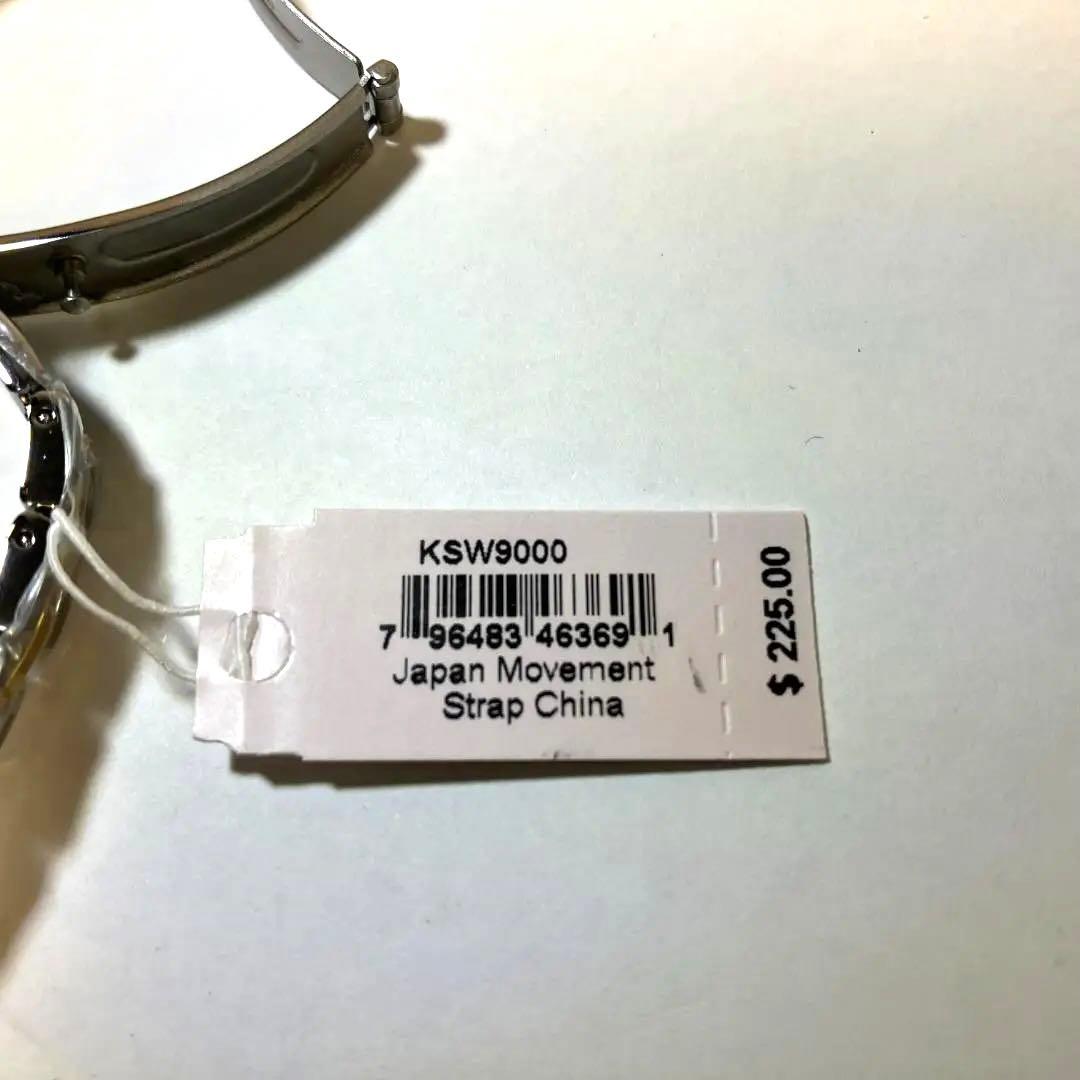 KSW9000
7 96483 46369 1
Japan Movement
Strap China
$ 225.00